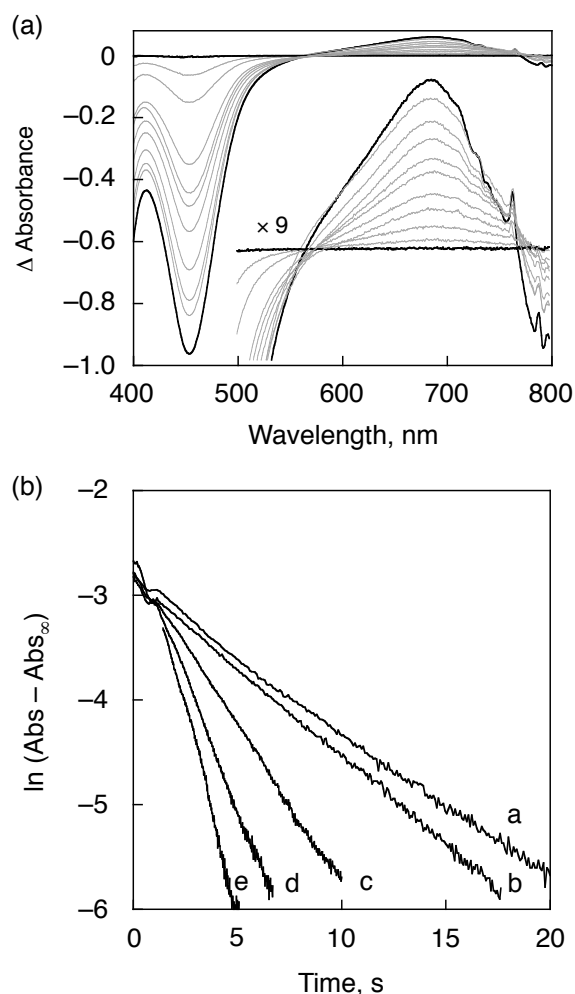 (a)
0
−0.2
−0.4
−0.6
−0.8
−1.0
Δ Absorbance
× 9
400
500
600
700
800
Wavelength, nm
(b)
−2
−3
−4
−5
−6
ln (Abs – Abs∞)
a
b
c
d
e
0
5
10
15
20
Time, s